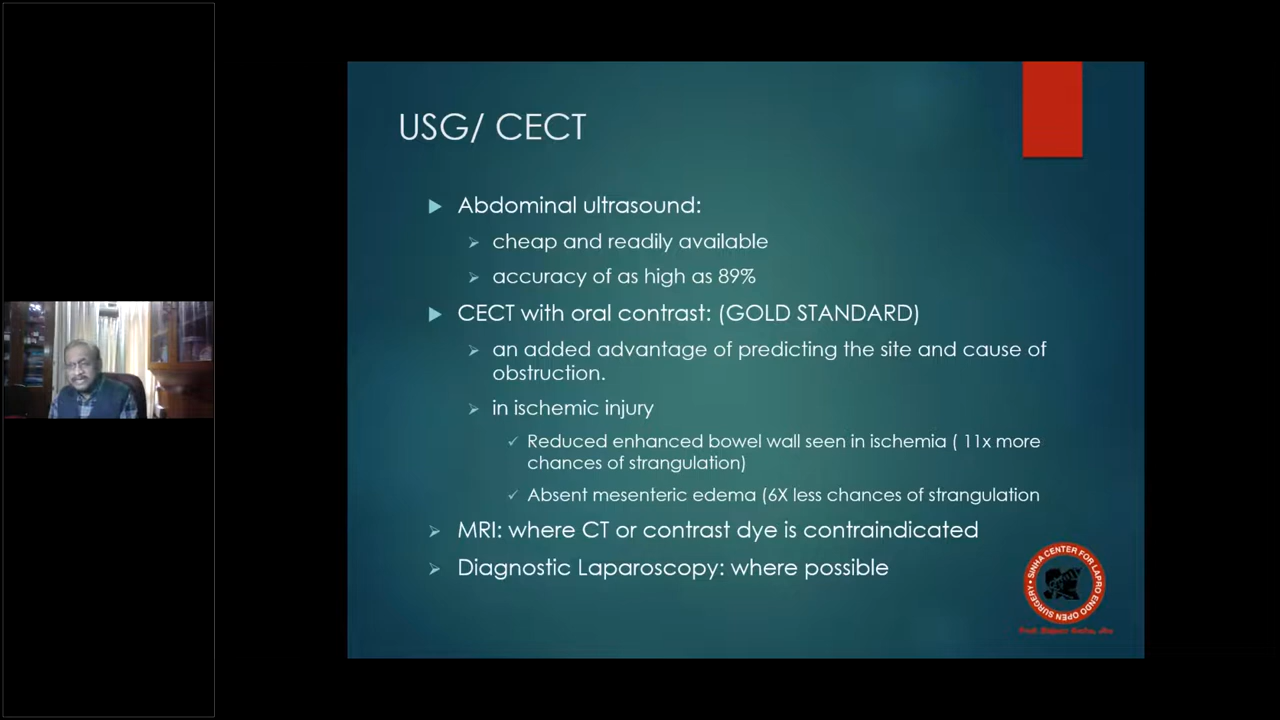 USG/ CECT
Abdominal ultrasound:
cheap and readily available
accuracy of as high as 89%
CECT with oral contrast: (GOLD STANDARD)
an added advantage of predicting the site and cause of
obstruction.
in ischemic injury
Reduced enhanced bowel wall seen in ischemia ( 11x more
chances of strangulation)
Absent mesenteric edema (6X less chances of strangulation
MRI: where CT or contrast dye is contraindicated
Diagnostic Laparoscopy: where possible
SINHA CENTER FOR LAPRO ENDO OPEN SURGERY